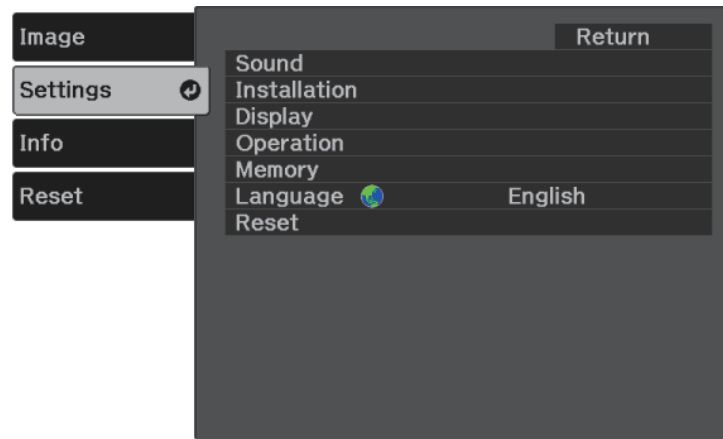 Image
Settings
Info
Reset
Return
Sound
Installation
Display
Operation
Memory
Language English
Reset